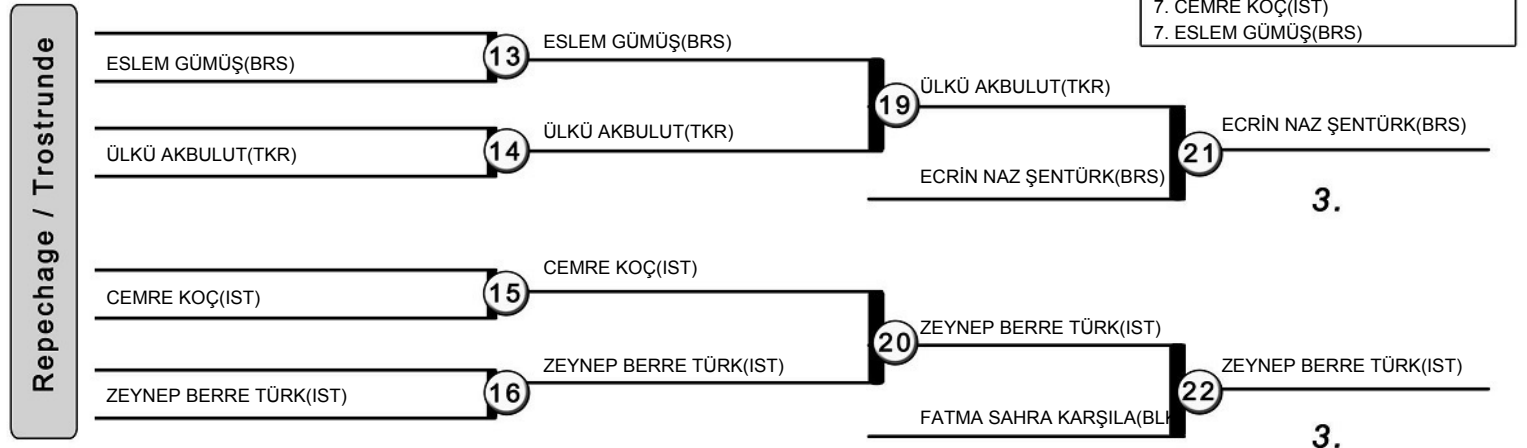 7. CEMRE KOÇ(IST)
7. ESLEM GÜMÜŞ(BRS)
Repechage / Trostrunde
ESLEM GÜMÜŞ(BRS)
13
ESLEM GÜMÜŞ(BRS)
ÜLKÜ AKBULUT(TKR)
14
ÜLKÜ AKBULUT(TKR)
19
ÜLKÜ AKBULUT(TKR)
ECRİN NAZ ŞENTÜRK(BRS)
21
ECRİN NAZ ŞENTÜRK(BRS)
3.
CEMRE KOÇ(IST)
15
CEMRE KOÇ(IST)
ZEYNEP BERRE TÜRK(IST)
16
ZEYNEP BERRE TÜRK(IST)
20
ZEYNEP BERRE TÜRK(IST)
FATMA SAHRA KARŞILA(BLK
22
ZEYNEP BERRE TÜRK(IST)
3.